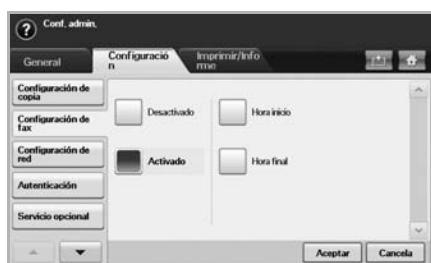 Conf. admin.
General
Configuració
n
Imprimir/Info
rme
Configuración de
copia
Configuración de
fax
Configuración de
red
Autenticación
Servicio opcional
Desactivado
Hora inicio
Activado
Hora final
Aceptar
Cancela